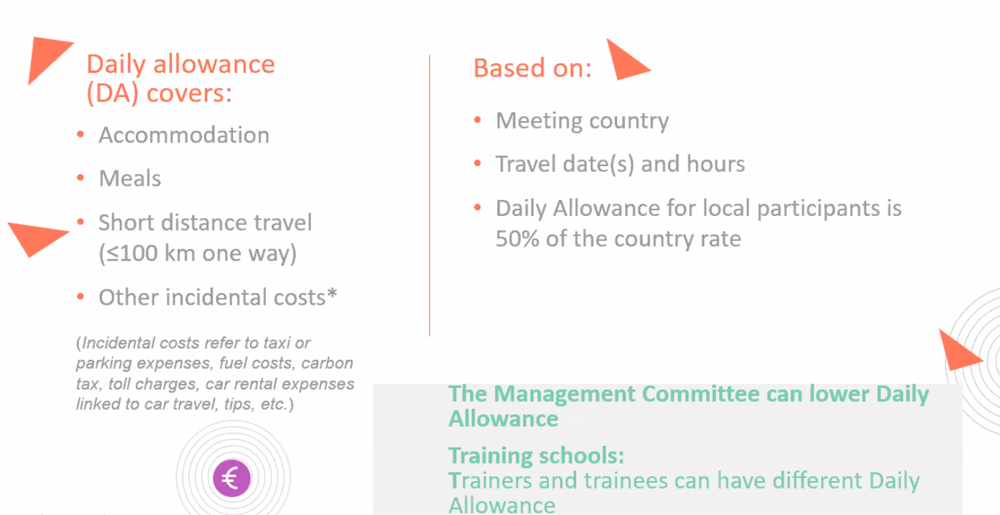 Daily allowance
(DA) covers:
• Accommodation
• Meals
• Short distance travel
(≤100 km one way)
• Other incidental costs*
(Incidental costs refer to taxi or
parking expenses, fuel costs, carbon
tax, toll charges, car rental expenses
linked to car travel, tips, etc.)
€
Based on:
• Meeting country
• Travel date(s) and hours
• Daily Allowance for local participants is
50% of the country rate
The Management Committee can lower Daily
Allowance
Training schools:
Trainers and trainees can have different Daily
Allowance